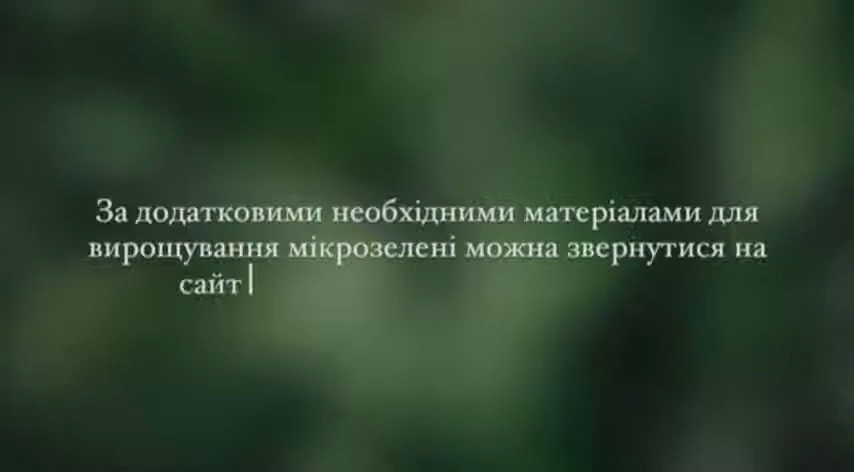 За додатковими необхідними матеріалами для
вирощування мікрозелені можна звернутися на
сайт